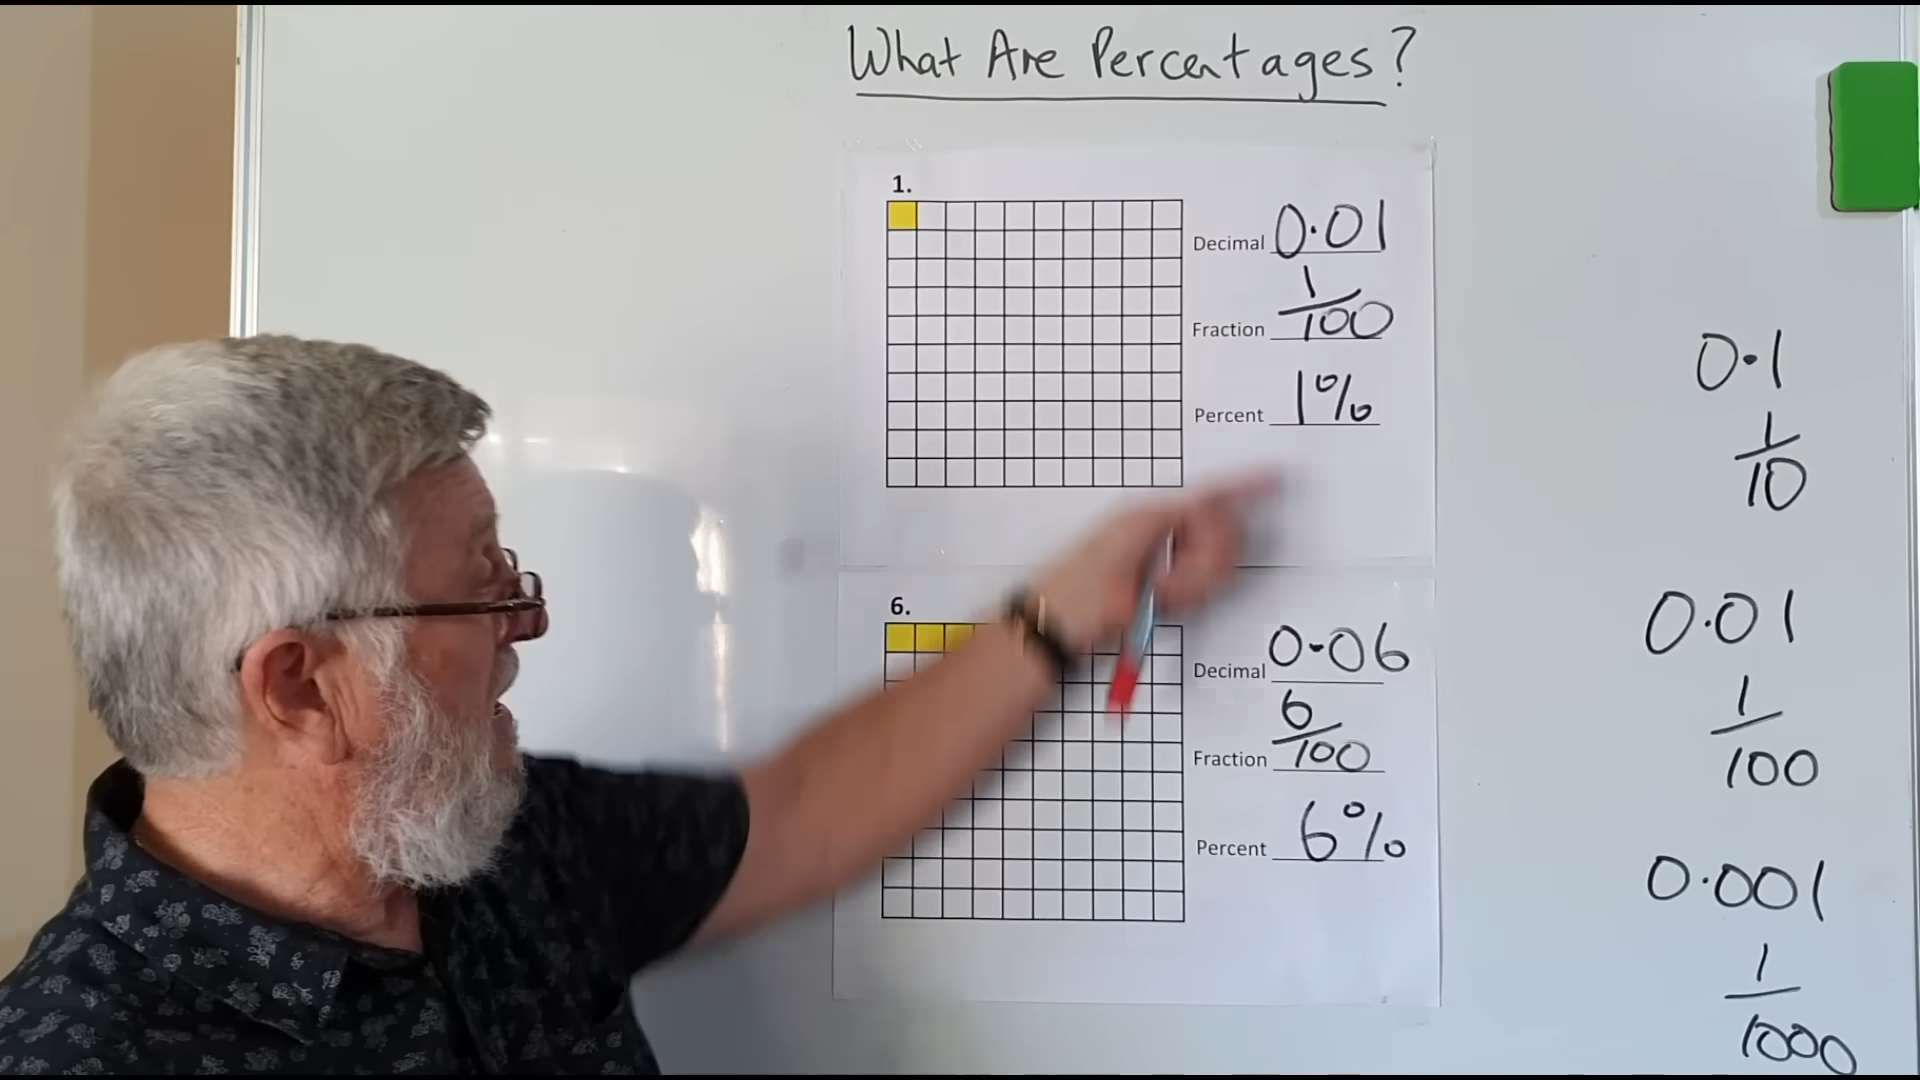 What Are Percentages?
1.
Decimal 0.01
Fraction 1/100
Percent 1%
6.
Decimal 0.06
Fraction 6/100
Percent 6%
0.1
1/10
0.01
1/100
0.001
1/1000